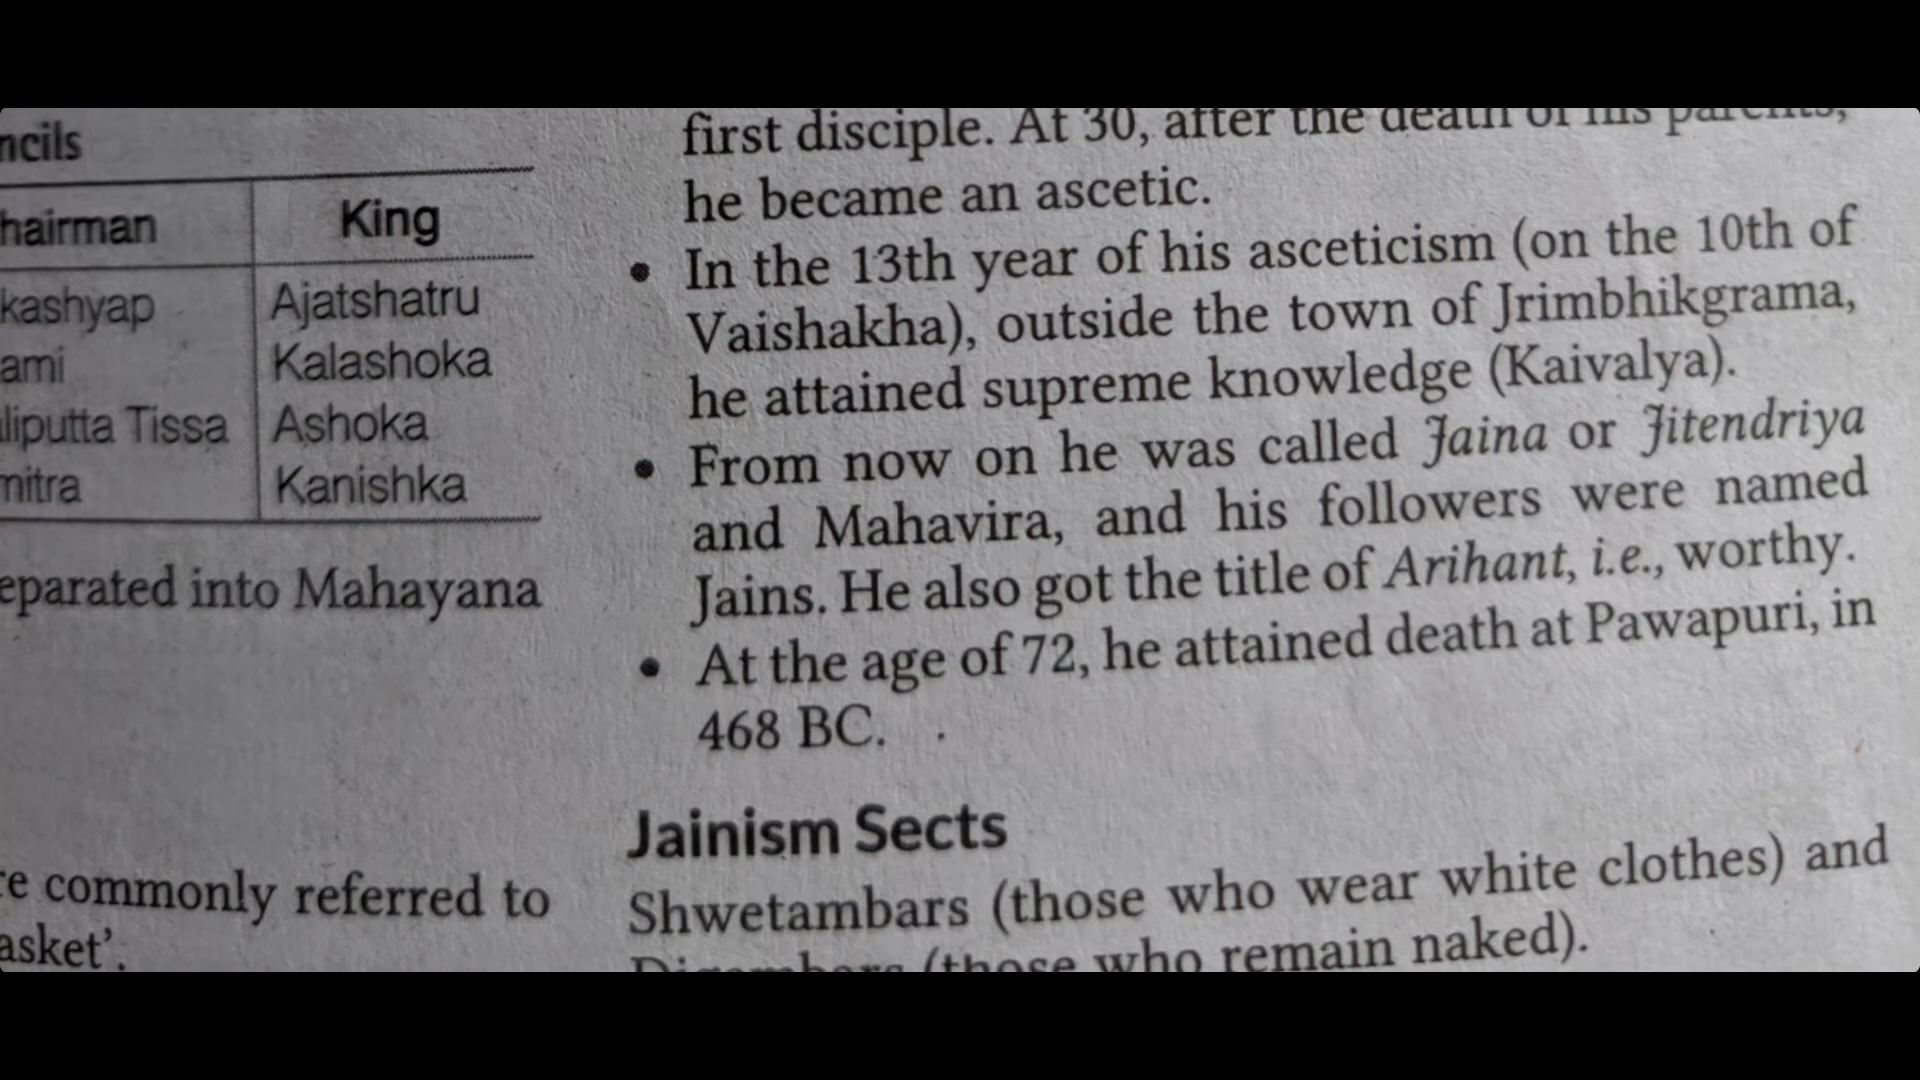 ncils
hairman King
kashyap Ajatshatru
ami Kalashoka
liputta Tissa Ashoka
mitra Kanishka
eparated into Mahayana
e commonly referred to
asket’.
first disciple. At 30, after the death of his parents,
he became an ascetic.
• In the 13th year of his asceticism (on the 10th of
Vaishakha), outside the town of Jrimbhikgrama,
he attained supreme knowledge (Kaivalya).
• From now on he was called Jaina or Jitendriya
and Mahavira, and his followers were named
Jains. He also got the title of Arihant, i.e., worthy.
• At the age of 72, he attained death at Pawapuri, in
468 BC.
Jainism Sects
Shwetambars (those who wear white clothes) and
Digambars (those who remain naked).